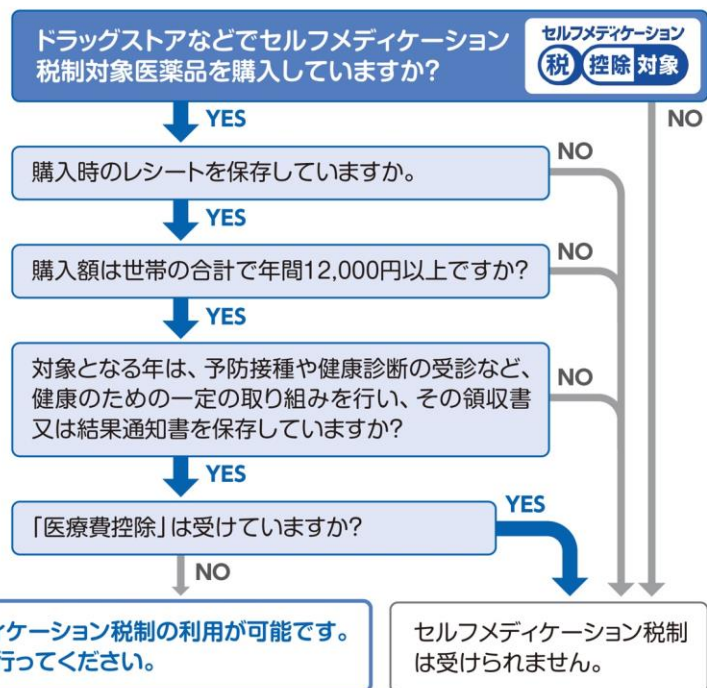 ドラッグストアなどでセルフメディケーション
税制対象医薬品を購入していますか?
セルフメディケーション
税 控除 対象
YES
NO
購入時のレシートを保存していますか。
NO
YES
購入額は世帯の合計で年間12,000円以上ですか?
NO
YES
対象となる年は、予防接種や健康診断の受診など、
健康のための一定の取り組みを行い、その領収書
又は結果通知書を保存していますか?
NO
YES
「医療費控除」は受けていますか?
YES
NO
ィケーション税制の利用が可能です。
行ってください。
セルフメディケーション税制
は受けられません。